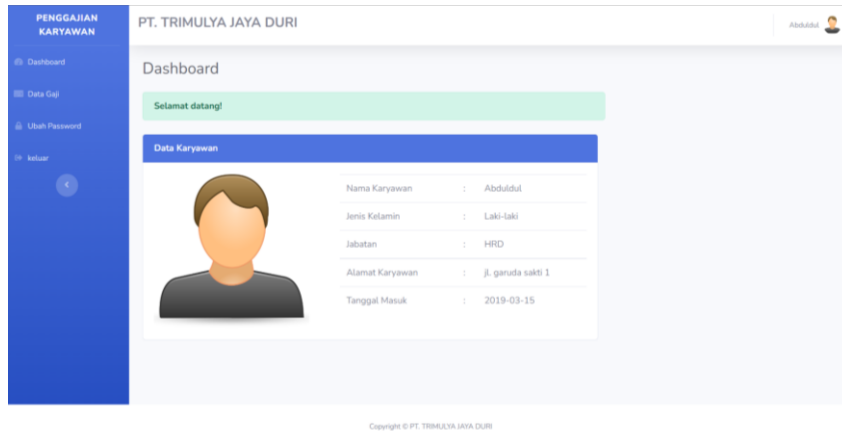 PENGGAJIAN
KARYAWAN
PT. TRIMULYA JAYA DURI
Abduldul
Dashboard
Data Gaji
Ubah Password
keluar
Dashboard
Selamat datang!
Data Karyawan
Nama Karyawan : Abduldul
Jenis Kelamin : Laki-laki
Jabatan : HRD
Alamat Karyawan : jl. garuda sakti 1
Tanggal Masuk : 2019-03-15
Copyright © PT. TRIMULYA JAYA DURI